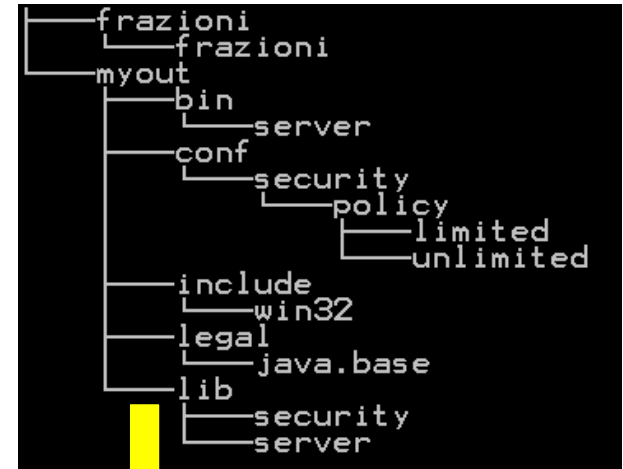 frazioni
frazioni
myout
bin
server
conf
security
policy
limited
unlimited
include
win32
legal
java.base
lib
security
server